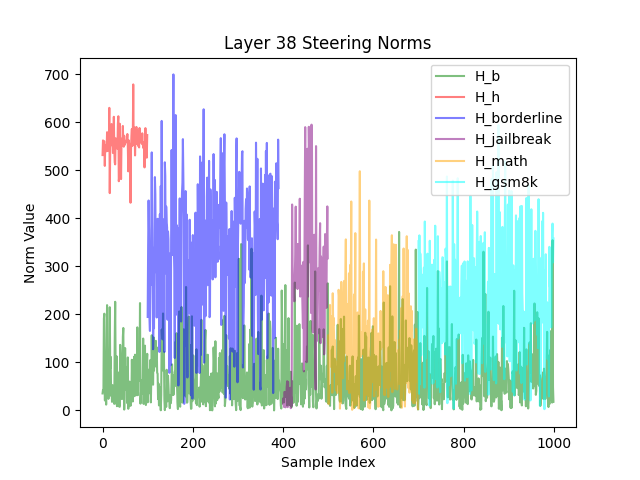 Layer 38 Steering Norms
Norm Value
700
600
500
400
300
200
100
0
H_b
H_h
H_borderline
H_jailbreak
H_math
H_gsm8k
0
200
400
600
800
1000
Sample Index